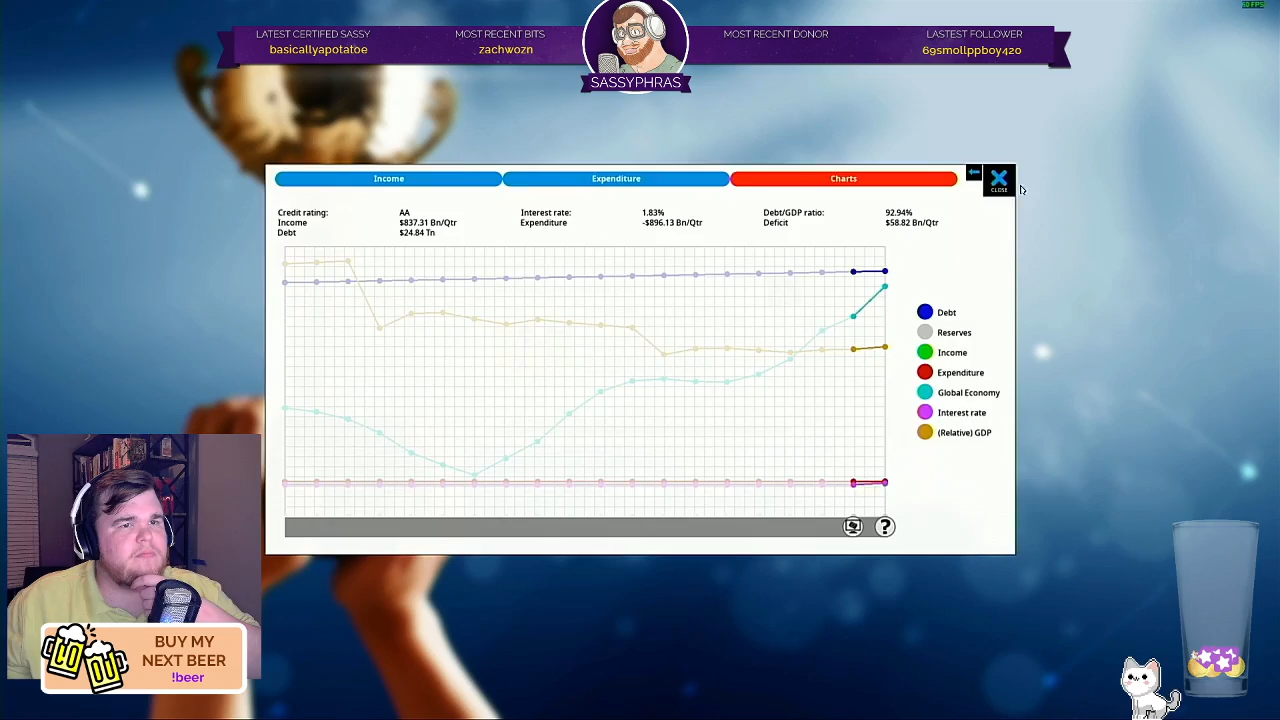 60 FPS
LATEST CERTIFED SASSY
basicallyapotatoe
MOST RECENT BITS
zachwozn
MOST RECENT DONOR
LASTEST FOLLOWER
69smollppboy420
SASSYPHRAS
Income
Expenditure
Charts
CLOSE
Credit rating: AA
Interest rate: 1.83%
Debt/GDP ratio: 92.94%
Income $837.31 Bn/Qtr
Expenditure -$896.13 Bn/Qtr
Deficit $58.82 Bn/Qtr
Debt $24.84 Tn
Debt
Reserves
Income
Expenditure
Global Economy
Interest rate
(Relative) GDP
?
BUY MY
NEXT BEER
!beer